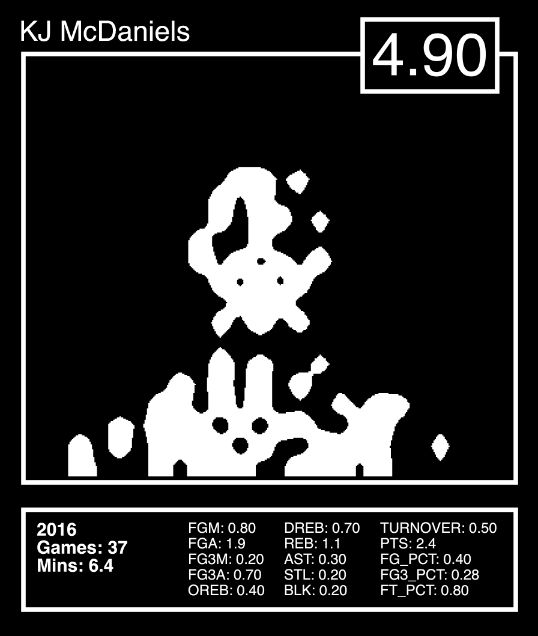 KJ McDaniels
4.90
2016
Games: 37
Mins: 6.4
FGM: 0.80
FGA: 1.9
FG3M: 0.20
FG3A: 0.70
OREB: 0.40
DREB: 0.70
REB: 1.1
AST: 0.30
STL: 0.20
BLK: 0.20
TURNOVER: 0.50
PTS: 2.4
FG_PCT: 0.40
FG3_PCT: 0.28
FT_PCT: 0.80